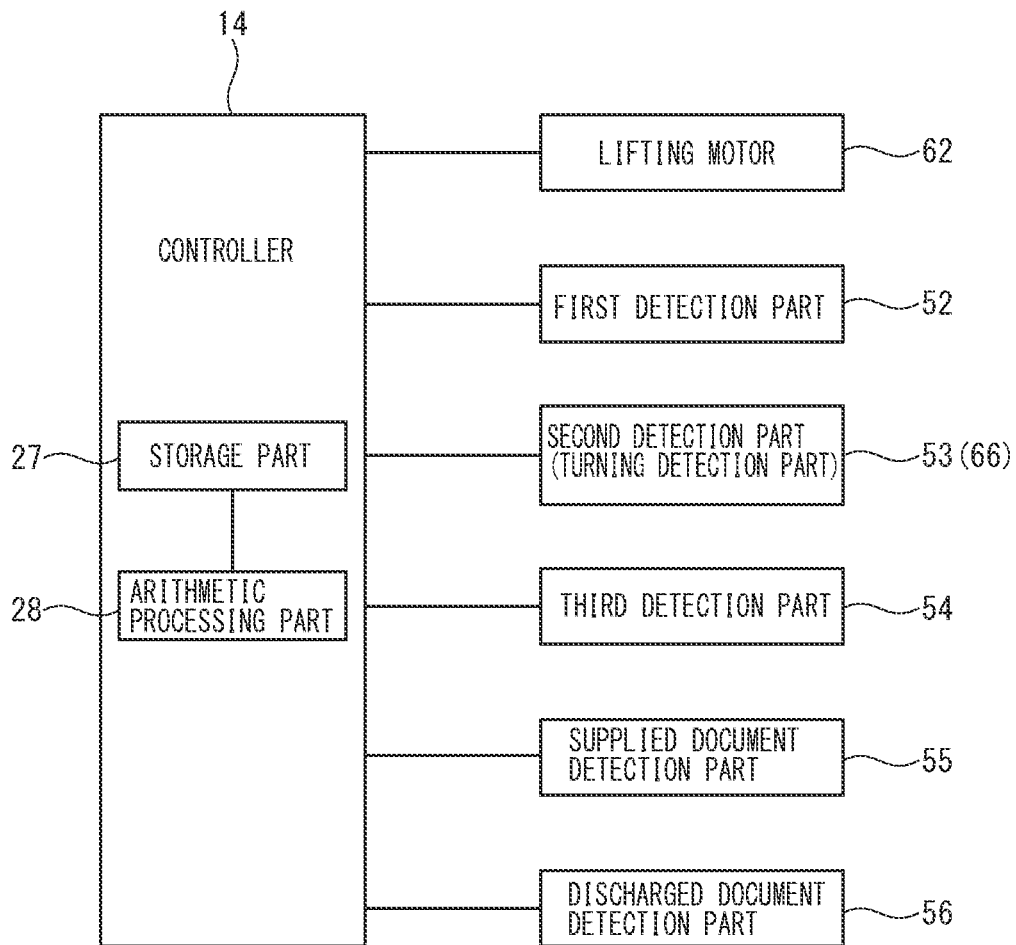 14
LIFTING MOTOR
62
CONTROLLER
FIRST DETECTION PART
52
27
STORAGE PART
SECOND DETECTION PART
(TURNING DETECTION PART)
53(66)
28
ARITHMETIC
PROCESSING PART
THIRD DETECTION PART
54
SUPPLIED DOCUMENT
DETECTION PART
55
DISCHARGED DOCUMENT
DETECTION PART
56